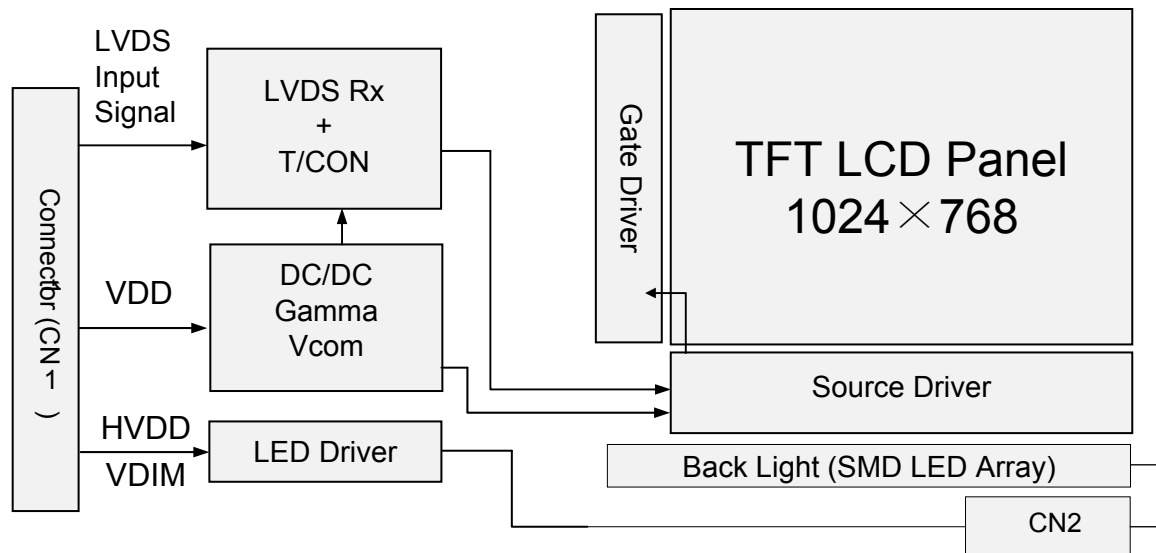 LVDS
Input
Signal
LVDS Rx
+
T/CON
Connector (CN1)
VDD
DC/DC
Gamma
Vcom
HVDD
VDIM
LED Driver
Gate Driver
TFT LCD Panel
1024×768
Source Driver
Back Light (SMD LED Array)
CN2